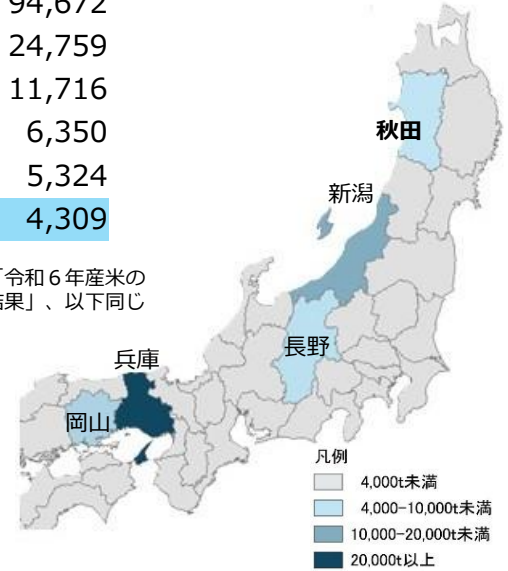 94,672
24,759
11,716
6,350
5,324
4,309
「令和6年産米の
結果」、以下同じ
秋田
新潟
長野
兵庫
岡山
凡例
4,000t未満
4,000-10,000t未満
10,000-20,000t未満
20,000t以上